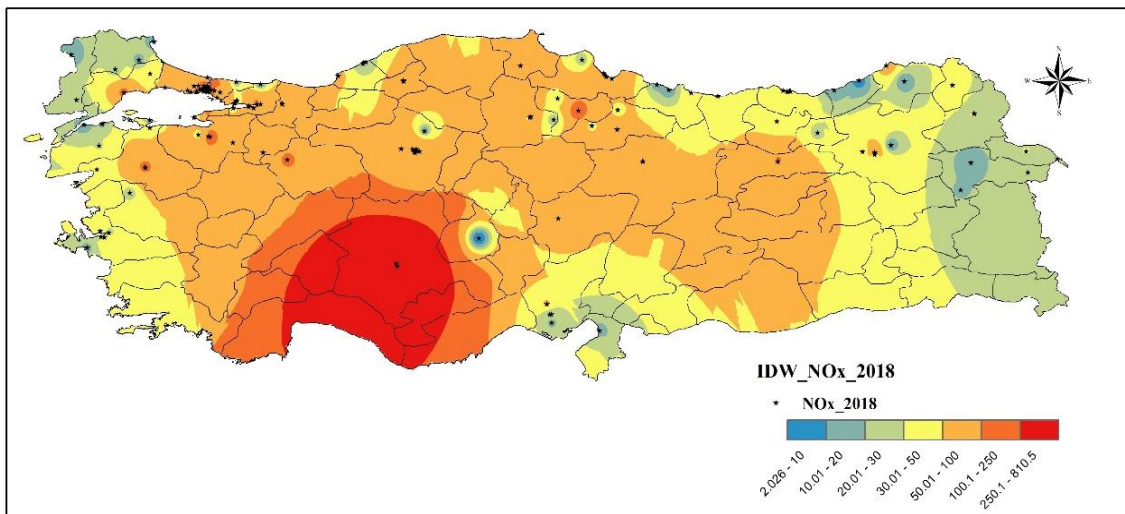 N
W E
S
IDW_NOx_2018
NOx_2018
2.026 - 10
10.01 - 20
20.01 - 30
30.01 - 50
50.01 - 100
100.1 - 250
250.1 - 810.5